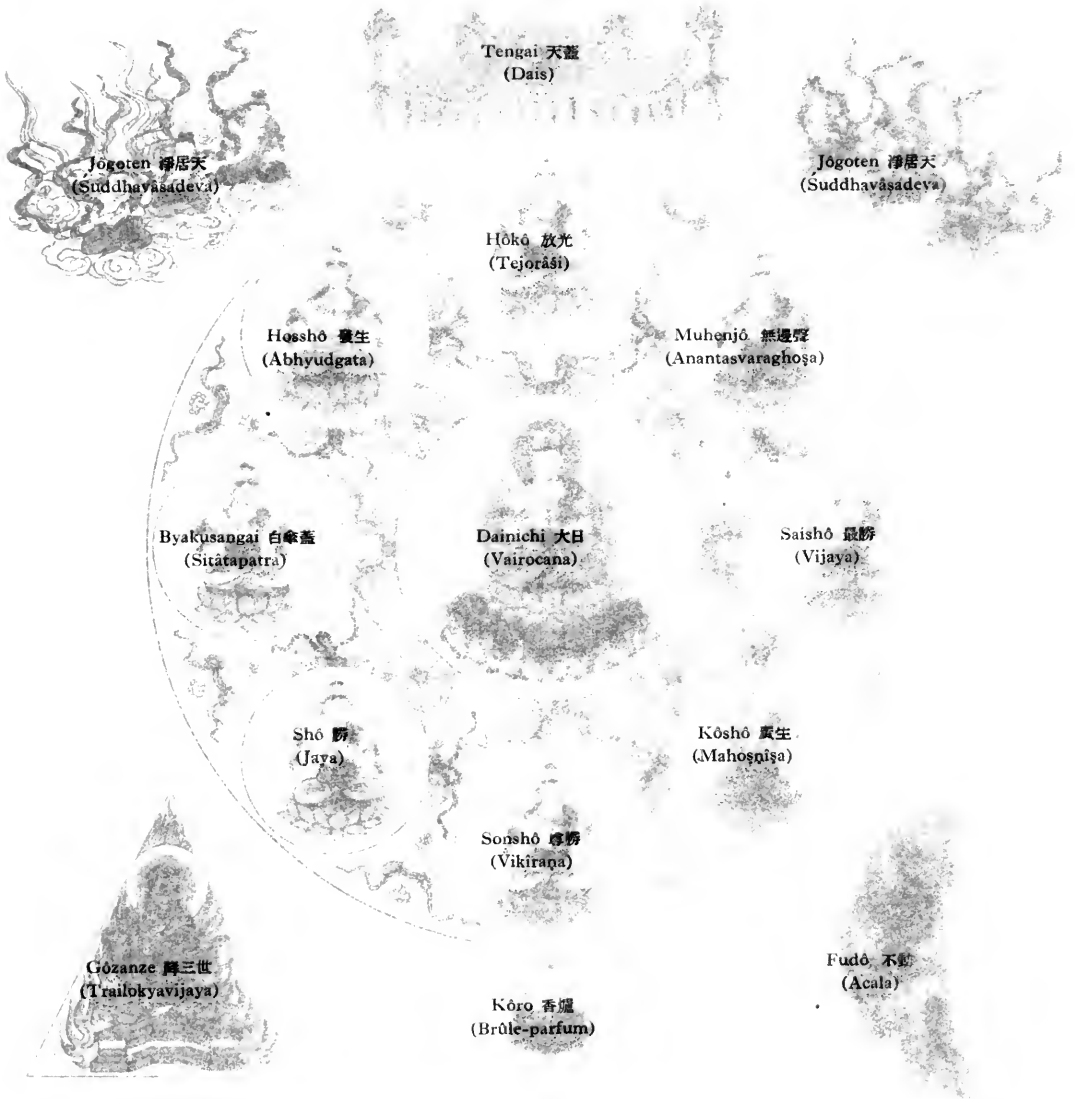 Tengai 天蓋
(Dais)
Jôgoten 淨居天
(Śuddhavâsadeva)
Jôgoten 淨居天
(Śuddhavâsadeva)
Hôkô 放光
(Tejorâśi)
Hosshô 發生
(Abhyudgata)
Muhenjô 無邊聲
(Anantasvaraghoṣa)
Byakusangai 白傘蓋
(Sitâtapatra)
Dainichi 大日
(Vairocana)
Saishô 最勝
(Vijaya)
Shô 勝
(Jaya)
Kôshô 廣生
(Mahoṣṇîṣa)
Sonshô 尊勝
(Vikîraṇa)
Gôzanze 降三世
(Trailokyavijaya)
Fudô 不動
(Acala)
Kôro 香爐
(Brûle-parfum)